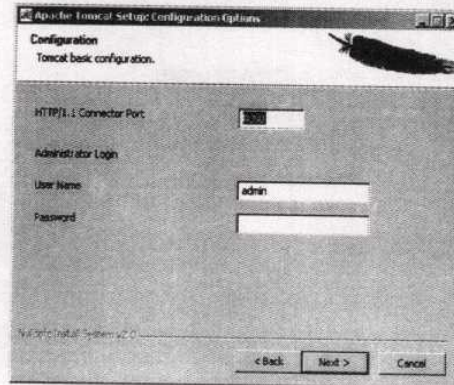 Apache Tomcat Setup: Configuration Options
Configuration
Tomcat basic configuration.
HTTP/1.1 Connector Port
Administrator Login
User Name
admin
Password
Nullsoft Install System v2.0
< Back
Next >
Cancel